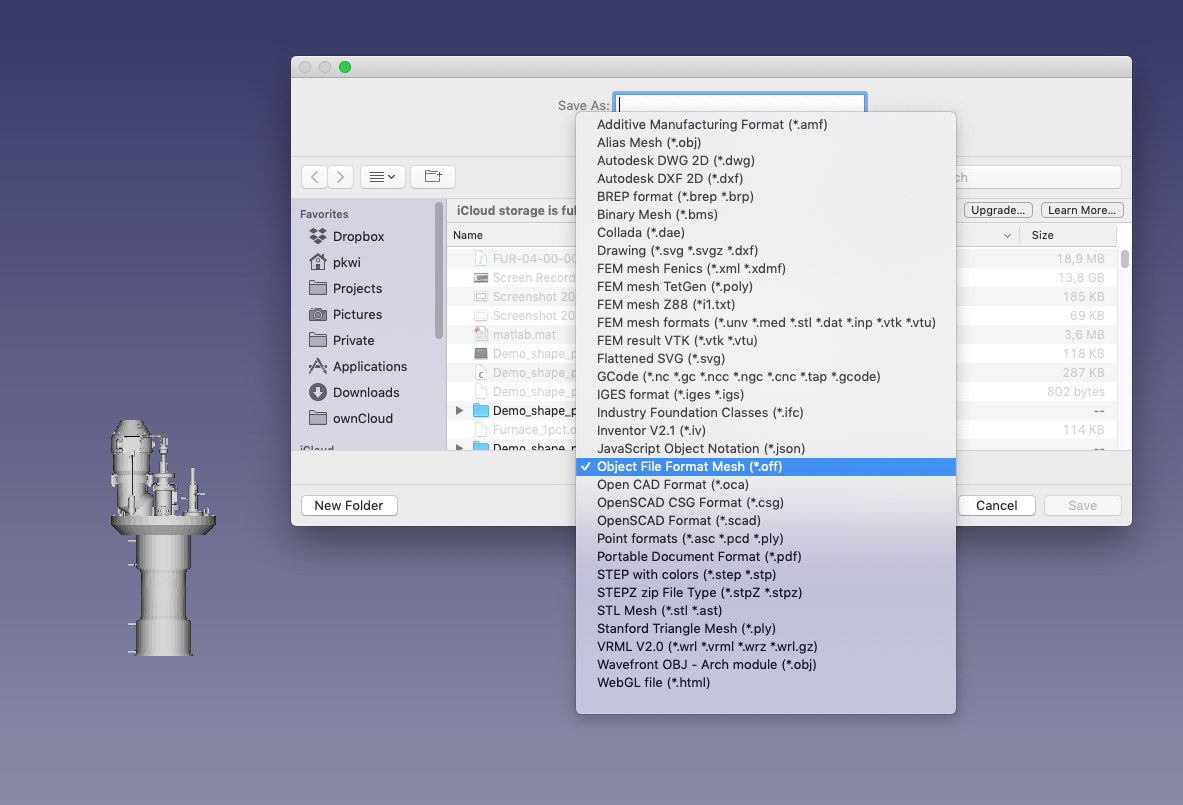 Save As:
Additive Manufacturing Format (*.amf)
Alias Mesh (*.obj)
Autodesk DWG 2D (*.dwg)
Autodesk DXF 2D (*.dxf)
BREP format (*.brep *.brp)
Binary Mesh (*.bms)
Collada (*.dae)
Drawing (*.svg *.svgz *.dxf)
FEM mesh Fenics (*.xml *.xdmf)
FEM mesh TetGen (*.poly)
FEM mesh Z88 (*i1.txt)
FEM mesh formats (*.unv *.med *.stl *.dat *.inp *.vtk *.vtu)
FEM result VTK (*.vtk *.vtu)
Flattened SVG (*.svg)
GCode (*.nc *.gc *.ncc *.ngc *.cnc *.tap *.gcode)
IGES format (*.iges *.igs)
Industry Foundation Classes (*.ifc)
Inventor V2.1 (*.iv)
JavaScript Object Notation (*.json)
Object File Format Mesh (*.off)
Open CAD Format (*.oca)
OpenSCAD CSG Format (*.csg)
OpenSCAD Format (*.scad)
Point formats (*.asc *.pcd *.ply)
Portable Document Format (*.pdf)
STEP with colors (*.step *.stp)
STEPZ zip File Type (*.stpZ *.stpz)
STL Mesh (*.stl *.ast)
Stanford Triangle Mesh (*.ply)
VRML V2.0 (*.wrl *.vrml *.wrz *.wrl.gz)
Wavefront OBJ - Arch module (*.obj)
WebGL file (*.html)
ch
Favorites
Dropbox
pkwi
Projects
Pictures
Private
Applications
Downloads
ownCloud
iCloud
iCloud storage is ful
Upgrade...
Learn More...
Name
Size
FUR-04-00-00 18,9 MB
Screen Record 13,8 GB
Screenshot 20 185 KB
Screenshot 20 69 KB
matlab.mat 3,6 MB
Demo_shape_p 118 KB
Demo_shape_p 287 KB
Demo_shape_p 802 bytes
Demo_shape_p --
Furnace_1pct.o 114 KB
Demo_shape_p --
New Folder
Cancel
Save